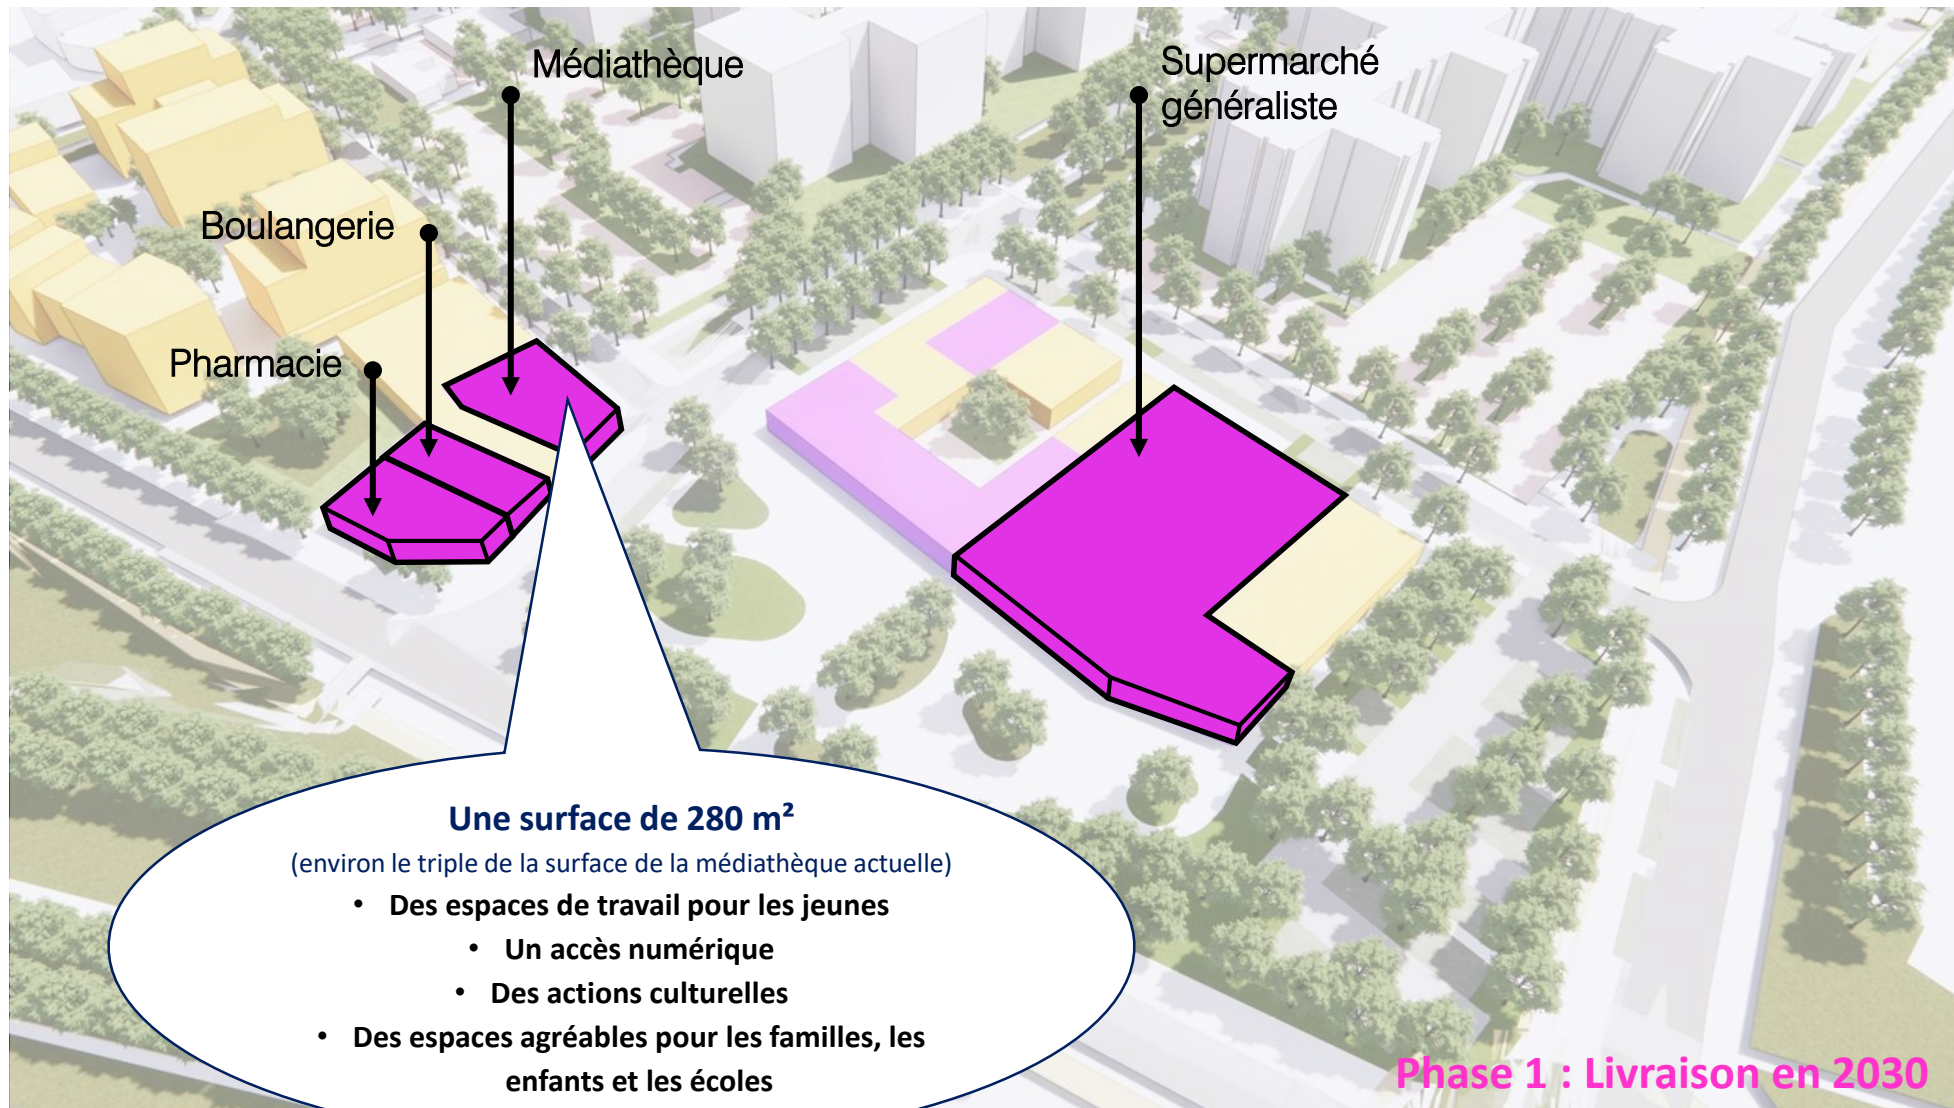 Médiathèque
Supermarché
généraliste
Boulangerie
Pharmacie
Une surface de 280 m²
(environ le triple de la surface de la médiathèque actuelle)
• Des espaces de travail pour les jeunes
• Un accès numérique
• Des actions culturelles
• Des espaces agréables pour les familles, les
enfants et les écoles
Phase 1 : Livraison en 2030